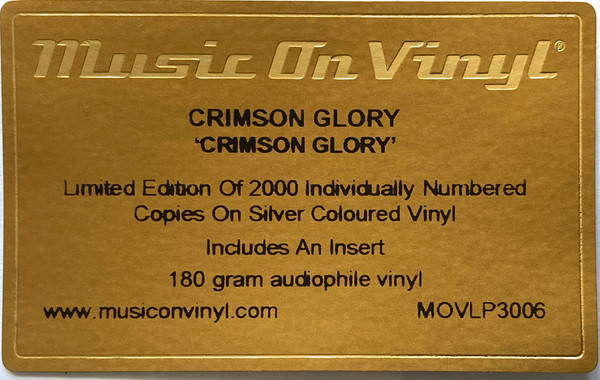 Music On Vinyl®
CRIMSON GLORY
'CRIMSON GLORY'
Limited Edition Of 2000 Individually Numbered
Copies On Silver Coloured Vinyl
Includes An Insert
180 gram audiophile vinyl
www.musiconvinyl.com MOVLP3006